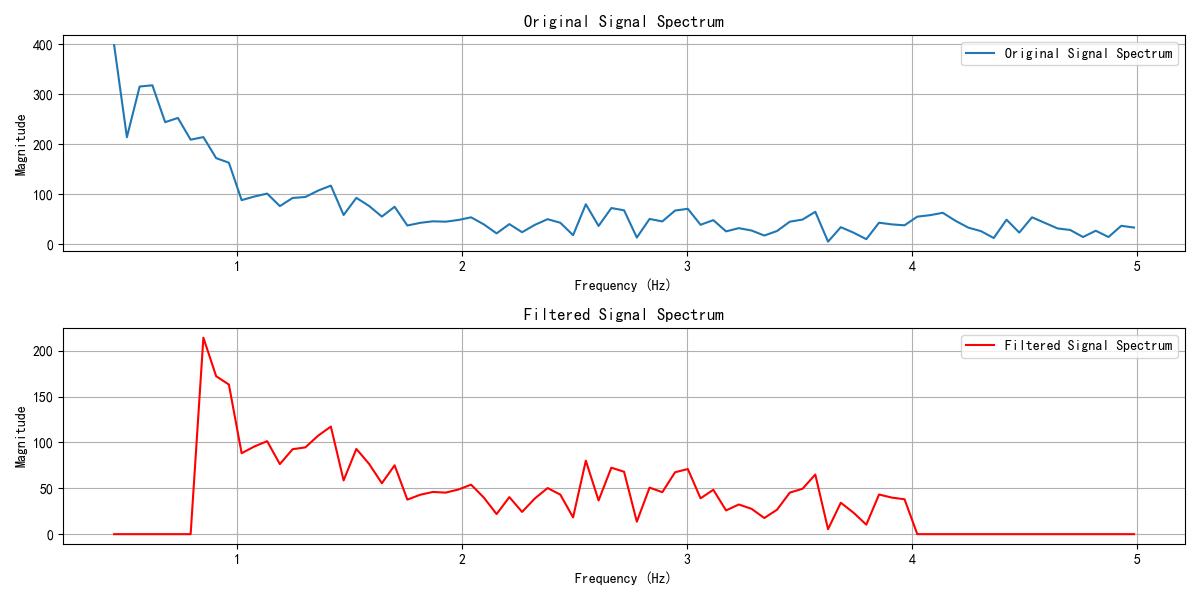 Original Signal Spectrum
Original Signal Spectrum
400
300
200
100
0
Magnitude
1 2 3 4 5
Frequency (Hz)
Filtered Signal Spectrum
Filtered Signal Spectrum
200
150
100
50
0
Magnitude
1 2 3 4 5
Frequency (Hz)